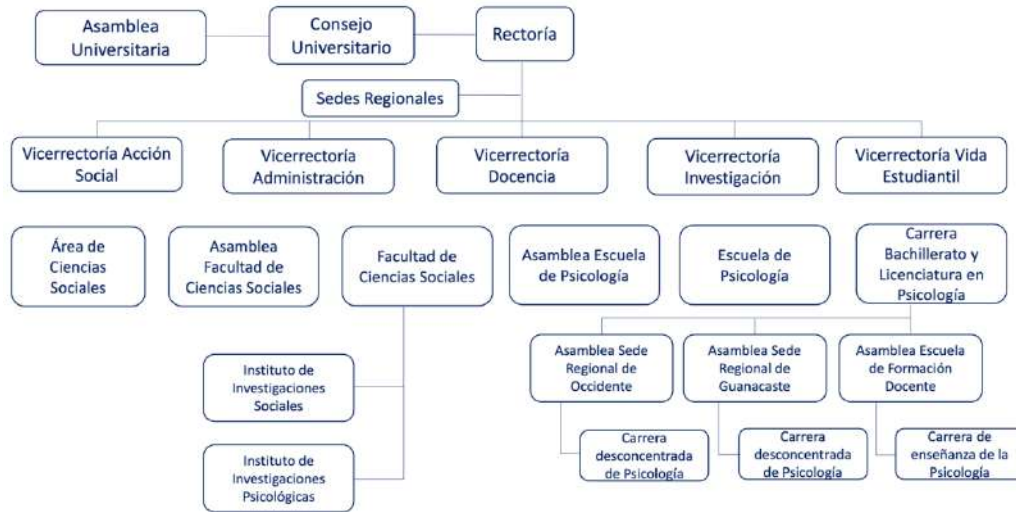 Asamblea
Universitaria
Consejo
Universitario
Rectoría
Sedes Regionales
Vicerrectoría Acción
Social
Vicerrectoría
Administración
Vicerrectoría
Docencia
Vicerrectoría
Investigación
Vicerrectoría Vida
Estudiantil
Área de
Ciencias
Sociales
Asamblea
Facultad de
Ciencias Sociales
Facultad de
Ciencias Sociales
Asamblea Escuela
de Psicología
Escuela de
Psicología
Carrera
Bachillerato y
Licenciatura en
Psicología
Instituto de
Investigaciones
Sociales
Instituto de
Investigaciones
Psicológicas
Asamblea Sede
Regional de
Occidente
Asamblea Sede
Regional de
Guanacaste
Asamblea Escuela
de Formación
Docente
Carrera
desconcentrada
de Psicología
Carrera
desconcentrada
de Psicología
Carrera de
enseñanza de la
Psicología